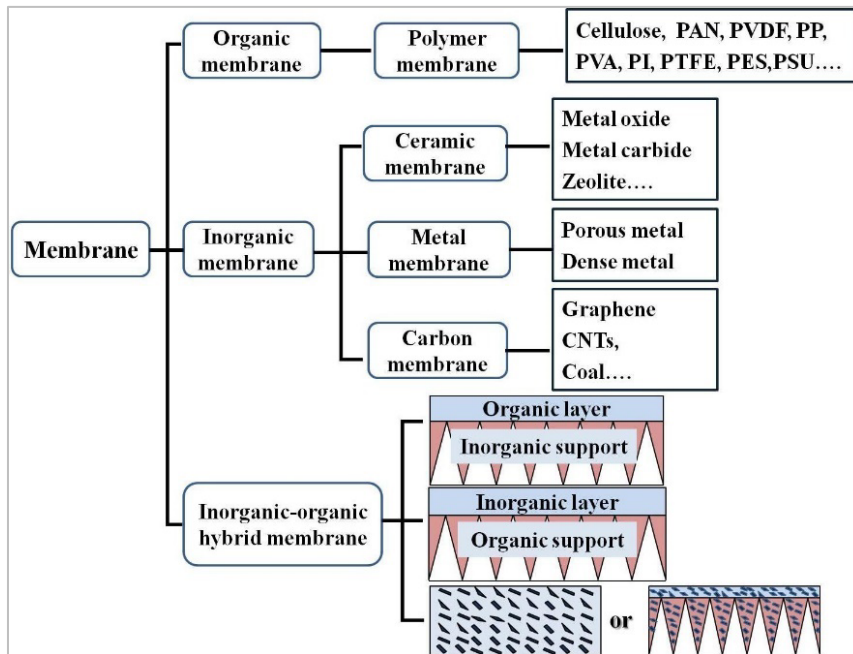 Membrane
Organic
membrane
Polymer
membrane
Cellulose, PAN, PVDF, PP,
PVA, PI, PTFE, PES,PSU....
Inorganic
membrane
Ceramic
membrane
Metal oxide
Metal carbide
Zeolite....
Metal
membrane
Porous metal
Dense metal
Carbon
membrane
Graphene
CNTs,
Coal....
Inorganic-organic
hybrid membrane
Organic layer
Inorganic support
Inorganic layer
Organic support
or